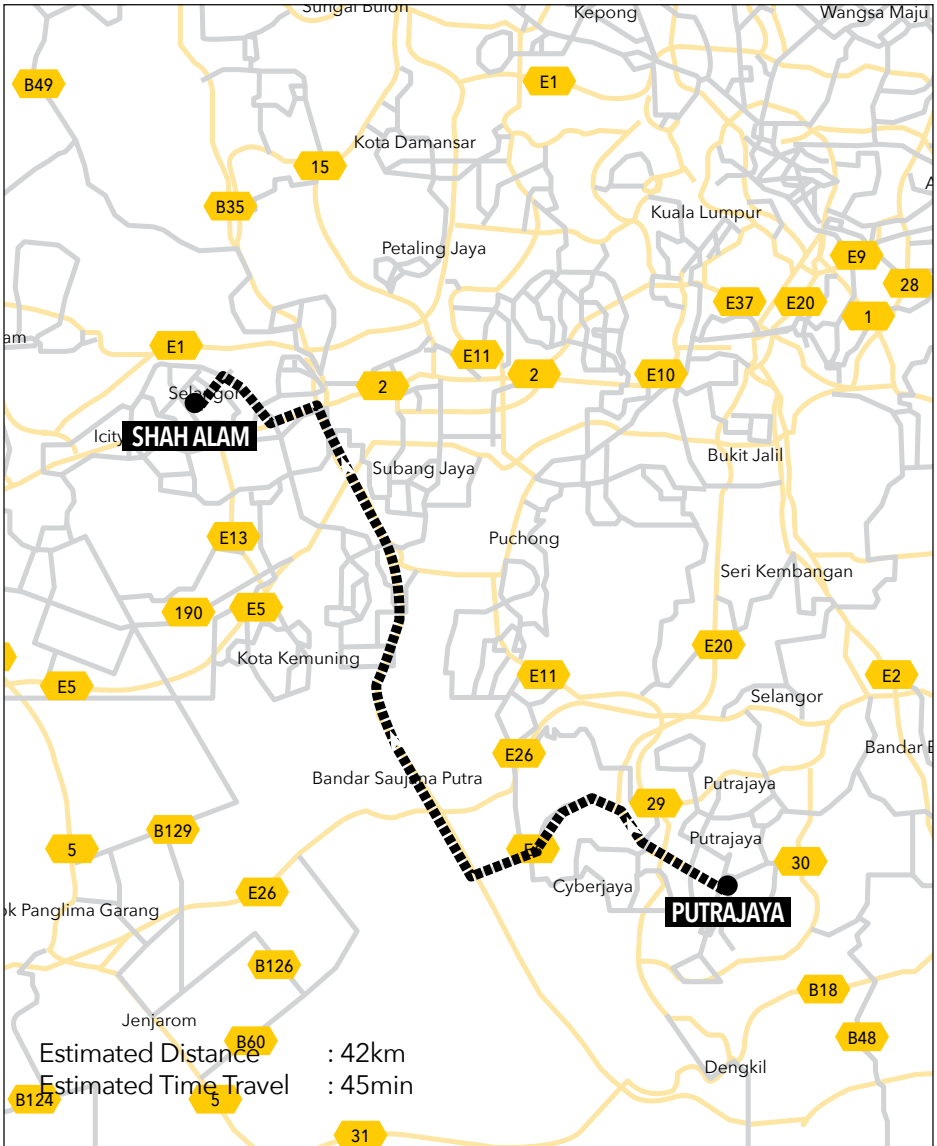 Sungai Buloh
Kepong
Wangsa Maju
B49
E1
Kota Damansar
15
B35
Kuala Lumpur
Petaling Jaya
E9
28
E37
E20
1
am
E1
E11
2
2
E10
Selangor
Icity
SHAH ALAM
Bukit Jalil
Subang Jaya
E13
Puchong
Seri Kembangan
190
E5
E20
Kota Kemuning
E5
E11
E2
Selangor
E26
Bandar
Bandar Saujana Putra
Putrajaya
29
5
B129
Putrajaya
30
Cyberjaya
E26
PUTRAJAYA
ok Panglima Garang
B126
B18
Jenjarom
B60
B48
Estimated Distance : 42km
Dengkil
Estimated Time Travel : 45min
B124
5
31